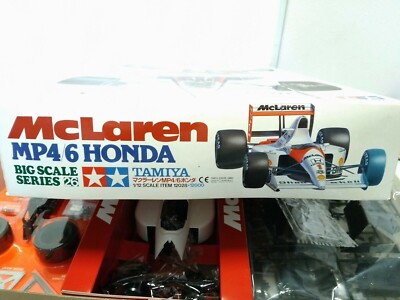 McLaren
MP4/6 HONDA
BIG SCALE
SERIES 26
TAMIYA
マクラーレンMP4/6ホンダ
1/12 SCALE ITEM 12028
McLaren